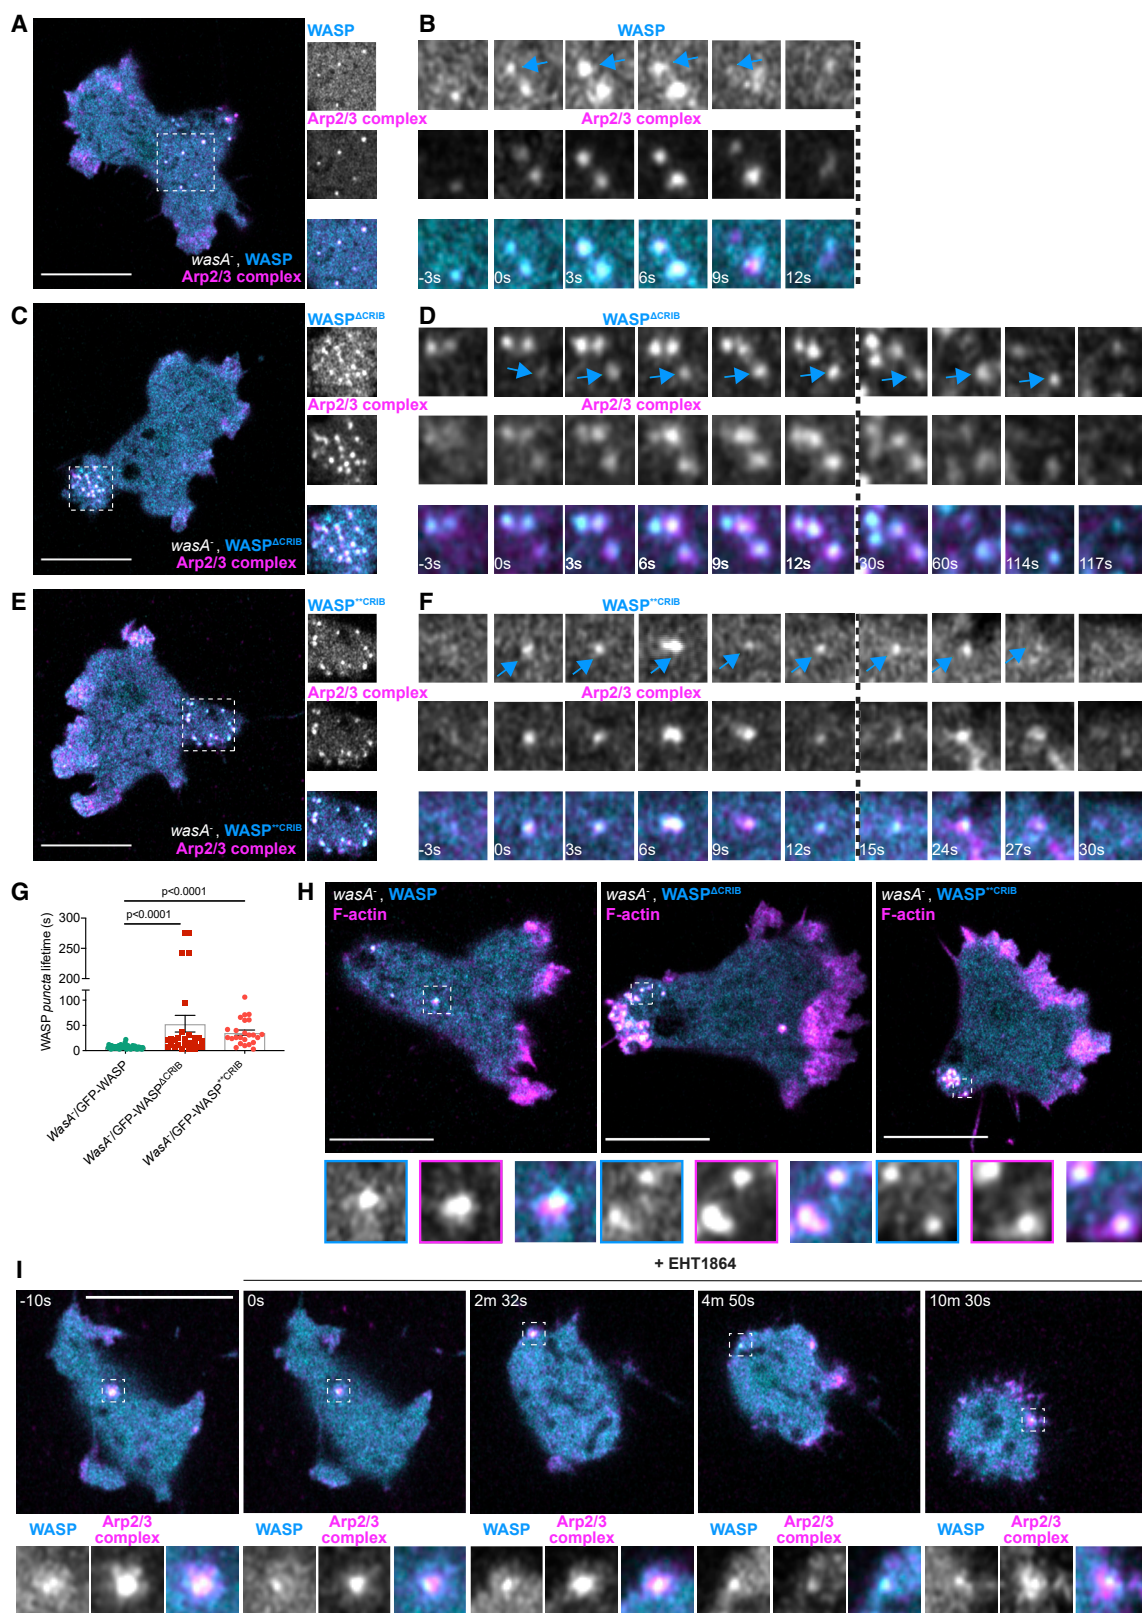 A
WASP
B
WASP
Arp2/3 complex
Arp2/3 complex
wasA-, WASP
Arp2/3 complex
-3s
0s
3s
6s
9s
12s
C
WASPΔCRIB
D
WASPΔCRIB
Arp2/3 complex
Arp2/3 complex
wasA-, WASPΔCRIB
Arp2/3 complex
-3s
0s
3s
6s
9s
12s
30s
60s
114s
117s
E
WASP**CRIB
F
WASP**CRIB
Arp2/3 complex
Arp2/3 complex
wasA-, WASP**CRIB
Arp2/3 complex
-3s
0s
3s
6s
9s
12s
15s
24s
27s
30s
G
p<0.0001
p<0.0001
WASP puncta lifetime (s)
300
250
200
100
50
0
WasA-/GFP-WASP
WasA-/GFP-WASPΔCRIB
WasA-/GFP-WASP**CRIB
H
wasA-, WASP
F-actin
wasA-, WASPΔCRIB
F-actin
wasA-, WASP**CRIB
F-actin
I
+ EHT1864
-10s
0s
2m 32s
4m 50s
10m 30s
WASP
Arp2/3
complex
WASP
Arp2/3
complex
WASP
Arp2/3
complex
WASP
Arp2/3
complex
WASP
Arp2/3
complex